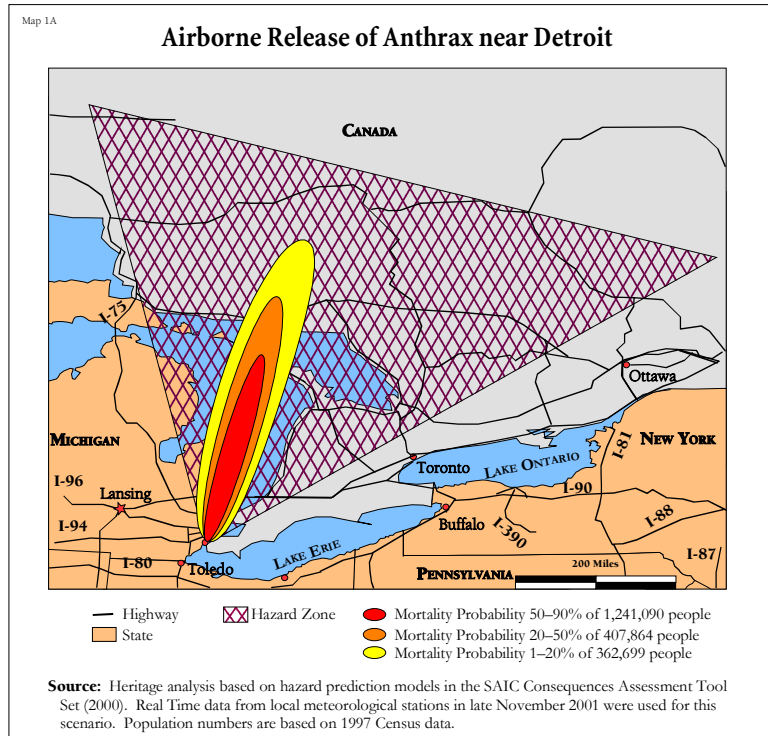 Map 1A
Airborne Release of Anthrax near Detroit
CANADA
I-75
Ottawa
MICHIGAN
NEW YORK
I-81
Toronto
LAKE ONTARIO
I-96
Lansing
I-90
I-94
Buffalo
I-88
I-390
LAKE ERIE
I-80
Toledo
I-87
PENNSYLVANIA
200 Miles
Highway
State
Hazard Zone
Mortality Probability 50–90% of 1,241,090 people
Mortality Probability 20–50% of 407,864 people
Mortality Probability 1–20% of 362,699 people
Source: Heritage analysis based on hazard prediction models in the SAIC Consequences Assessment Tool
Set (2000). Real Time data from local meteorological stations in late November 2001 were used for this
scenario. Population numbers are based on 1997 Census data.